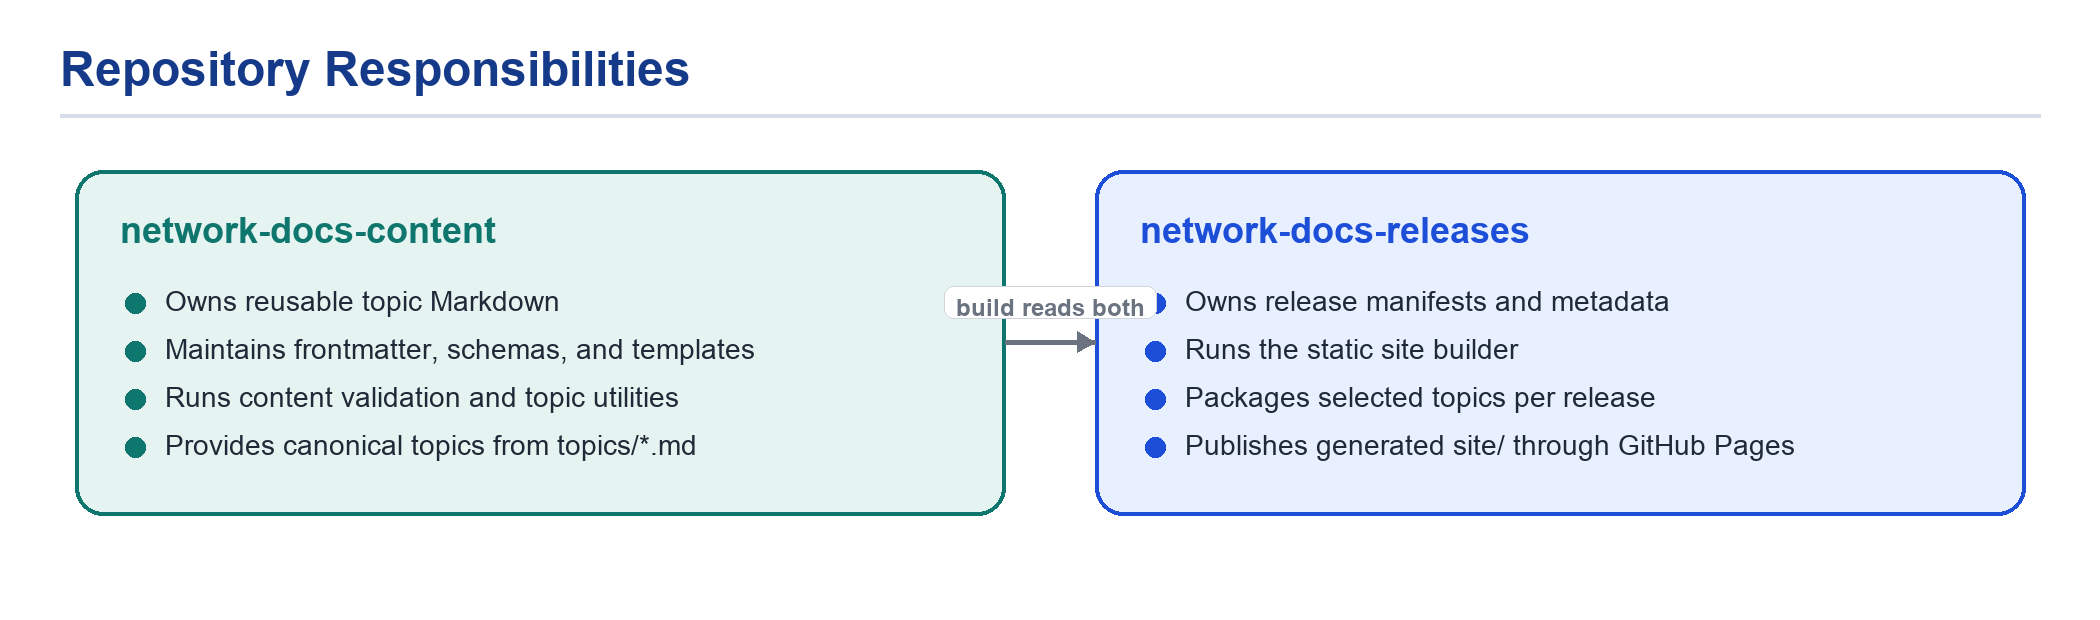 Repository Responsibilities
network-docs-content
Owns reusable topic Markdown
Maintains frontmatter, schemas, and templates
Runs content validation and topic utilities
Provides canonical topics from topics/*.md
build reads both
network-docs-releases
Owns release manifests and metadata
Runs the static site builder
Packages selected topics per release
Publishes generated site/ through GitHub Pages